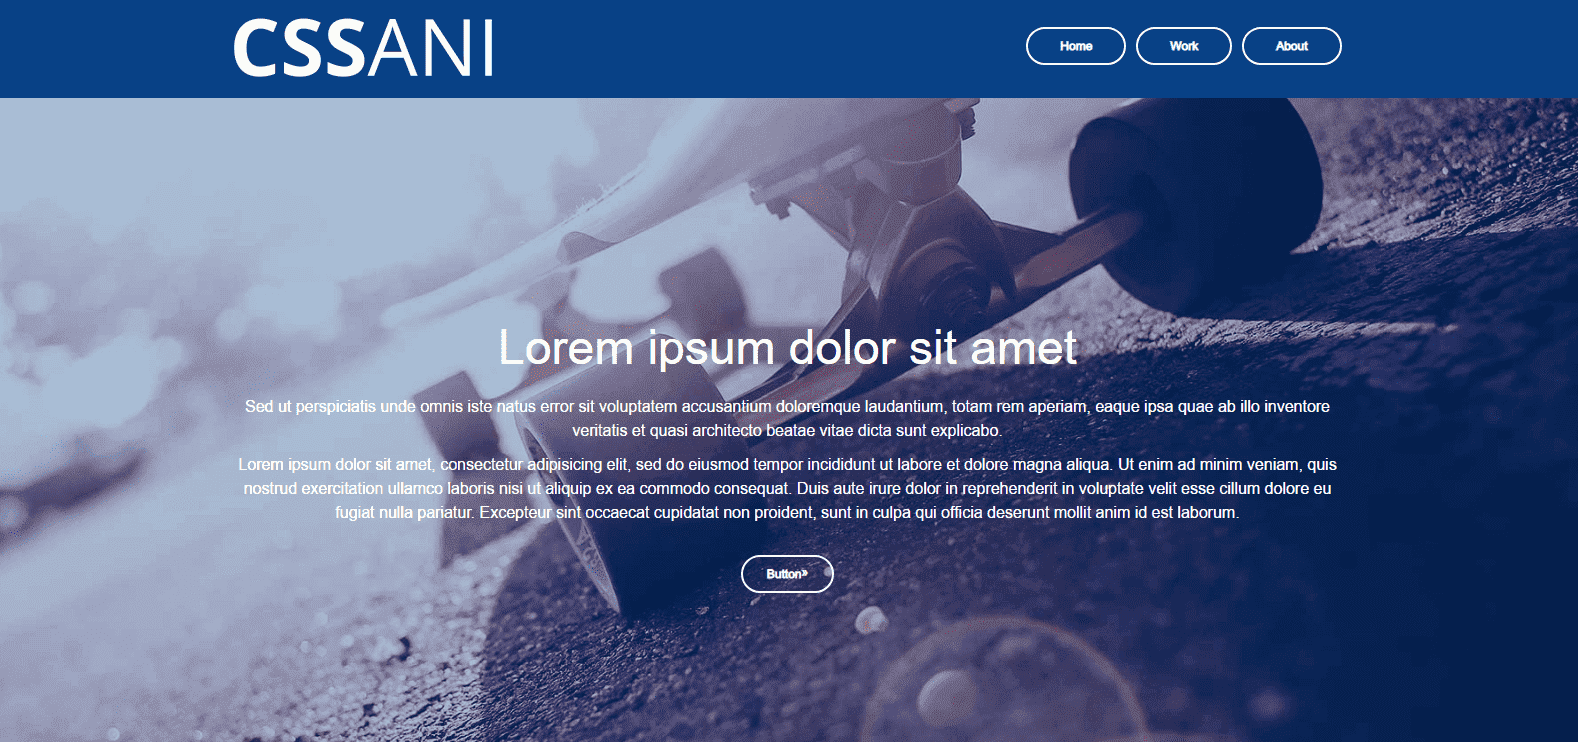 CSSANI
Home Work About
Lorem ipsum dolor sit amet
Sed ut perspiciatis unde omnis iste natus error sit voluptatem accusantium doloremque laudantium, totam rem aperiam, eaque ipsa quae ab illo inventore
veritatis et quasi architecto beatae vitae dicta sunt explicabo.
Lorem ipsum dolor sit amet, consectetur adipisicing elit, sed do eiusmod tempor incididunt ut labore et dolore magna aliqua. Ut enim ad minim veniam, quis
nostrud exercitation ullamco laboris nisi ut aliquip ex ea commodo consequat. Duis aute irure dolor in reprehenderit in voluptate velit esse cillum dolore eu
fugiat nulla pariatur. Excepteur sint occaecat cupidatat non proident, sunt in culpa qui officia deserunt mollit anim id est laborum.
Button»